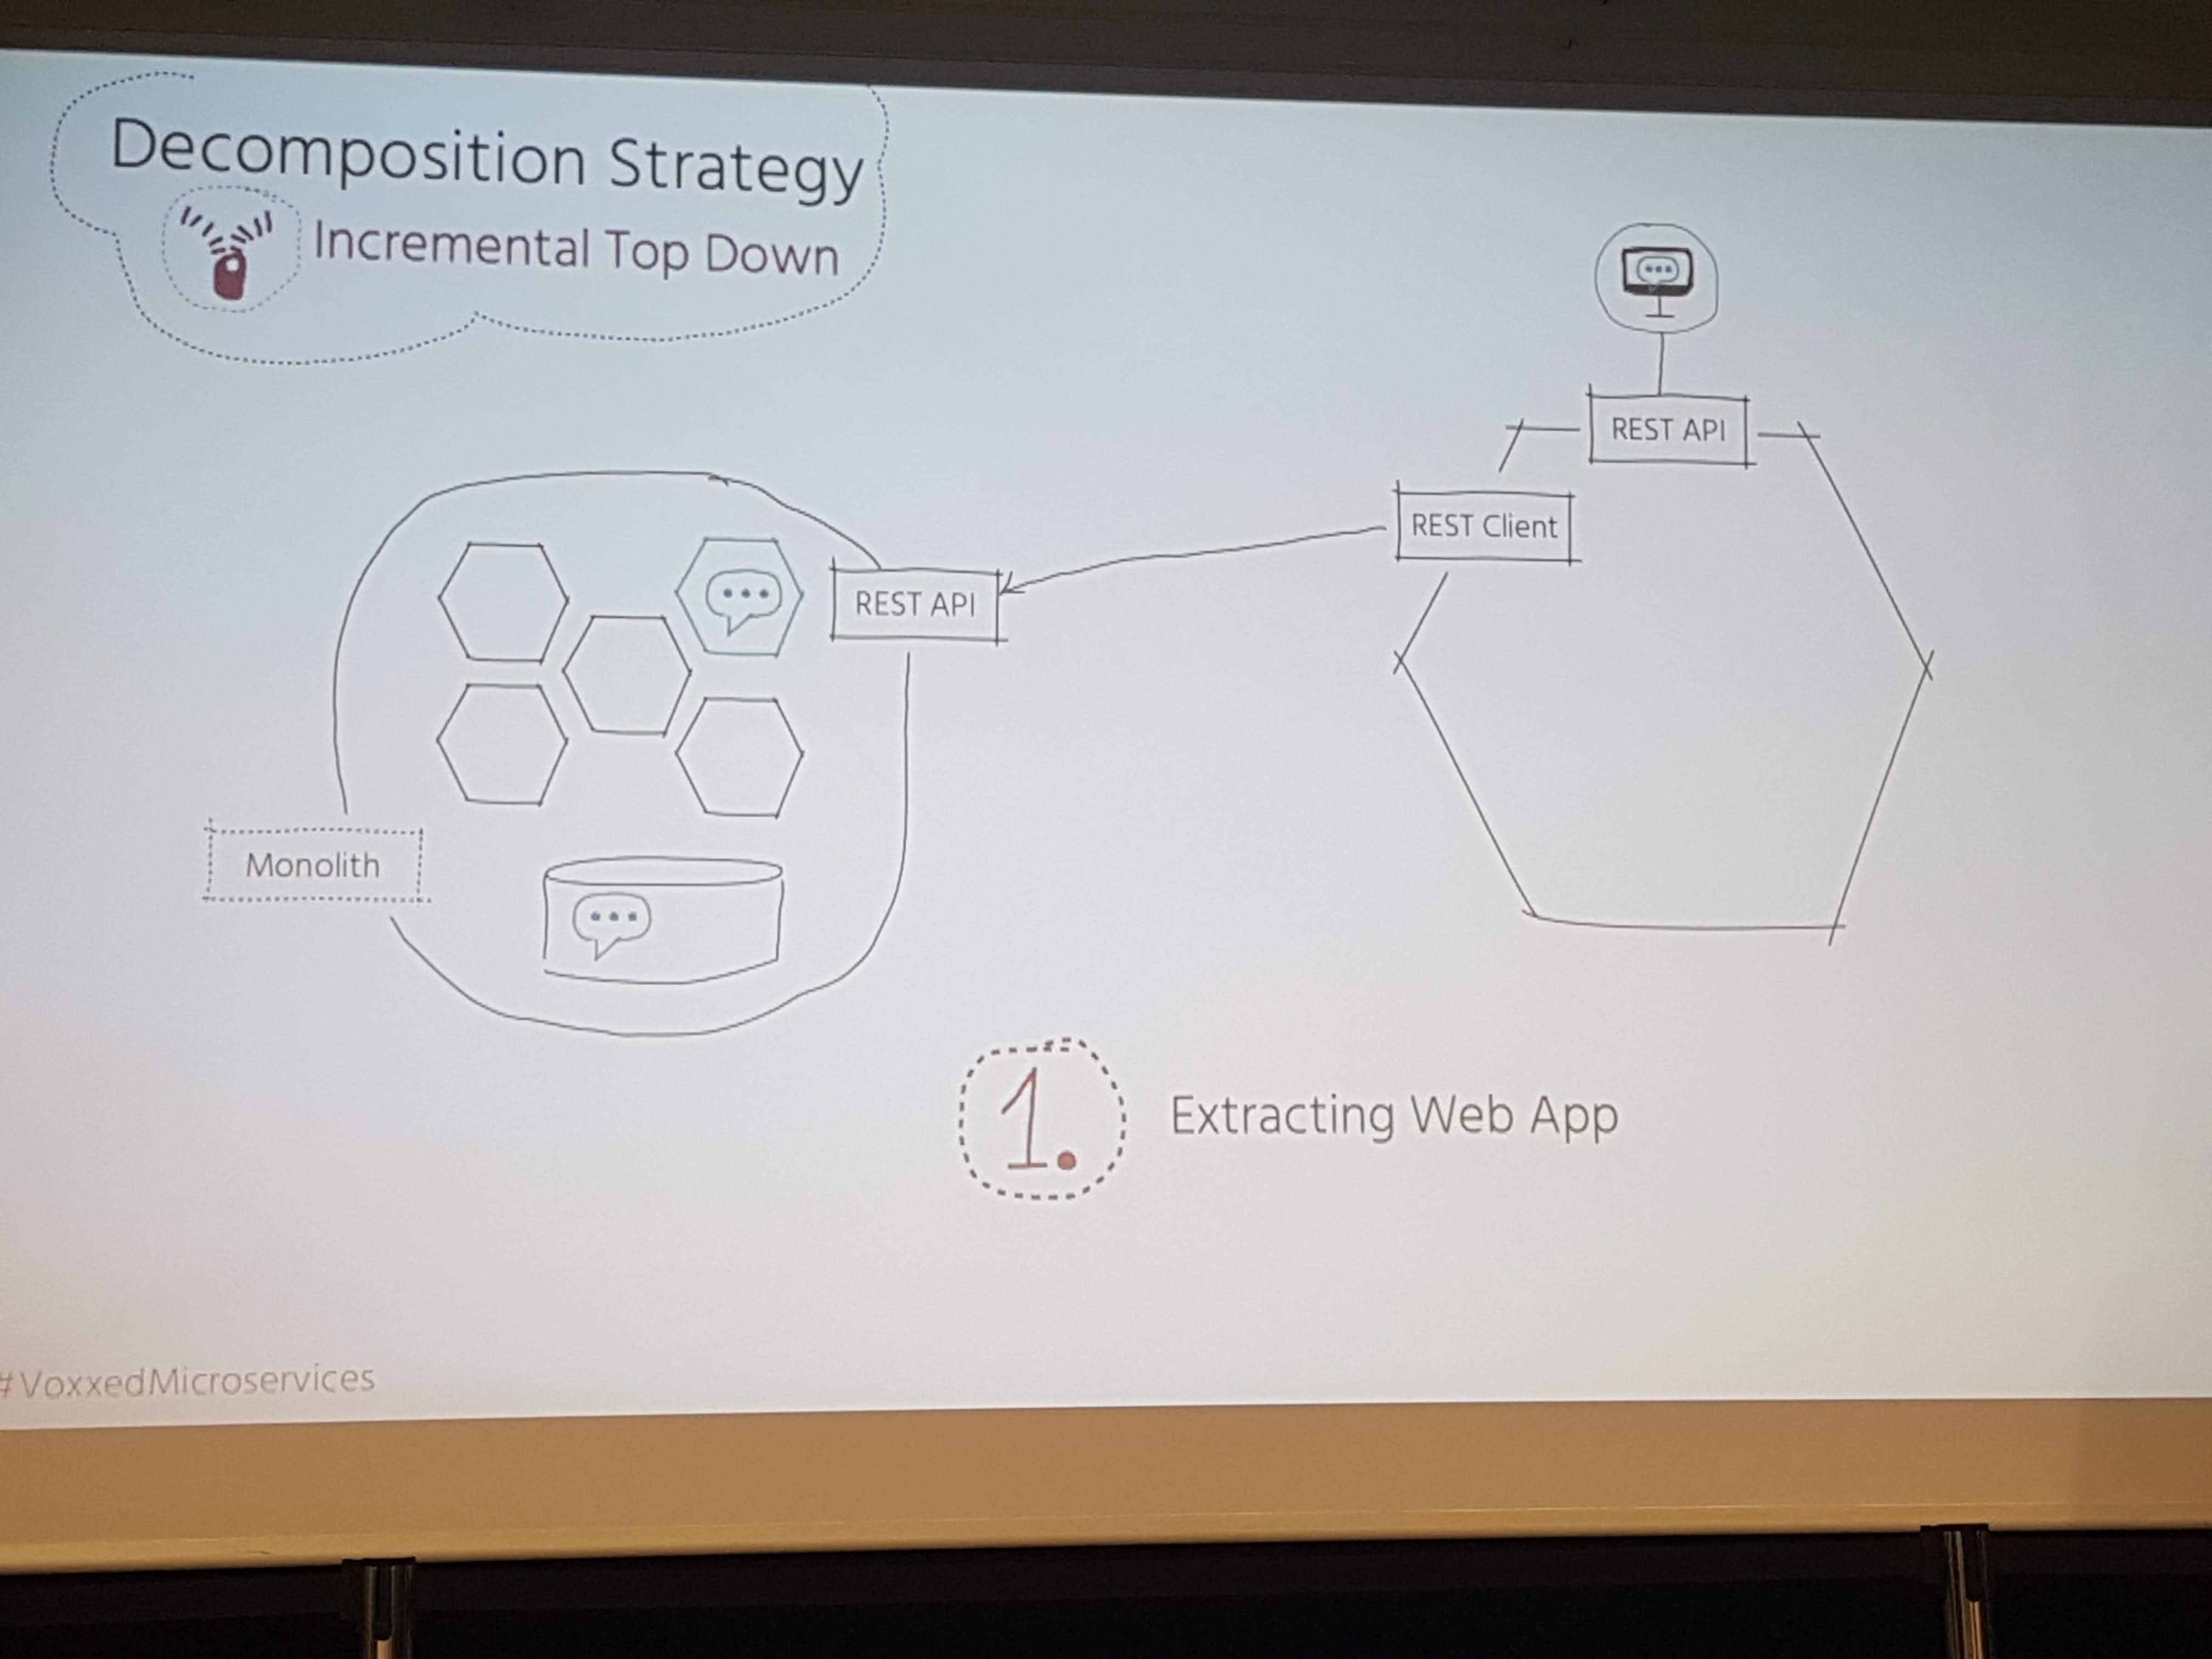 Decomposition Strategy
Incremental Top Down
REST API
REST Client
REST API
Monolith
1.
Extracting Web App
#VoxxedMicroservices